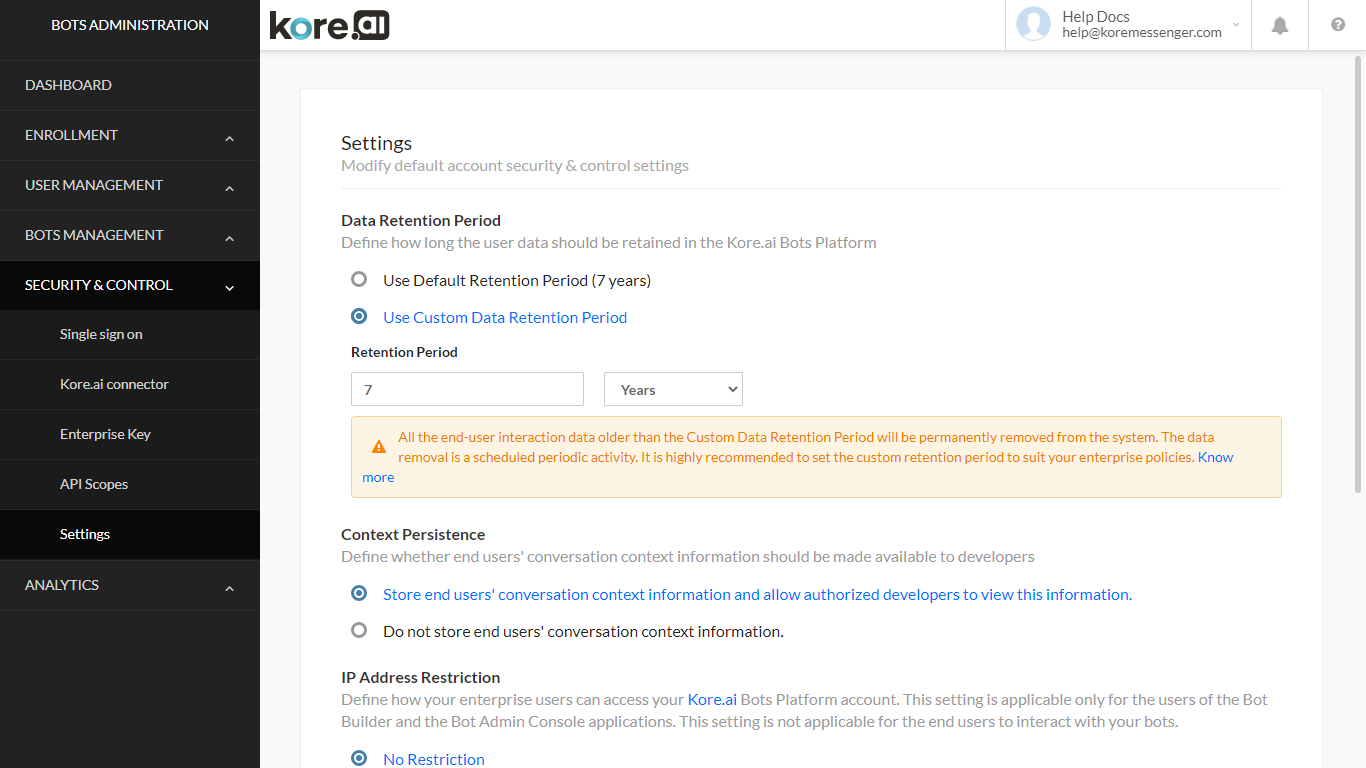 BOTS ADMINISTRATION
kore.ai
Help Docs
help@koremessenger.com
DASHBOARD
ENROLLMENT
USER MANAGEMENT
BOTS MANAGEMENT
SECURITY & CONTROL
Single sign on
Kore.ai connector
Enterprise Key
API Scopes
Settings
ANALYTICS
Settings
Modify default account security & control settings
Data Retention Period
Define how long the user data should be retained in the Kore.ai Bots Platform
Use Default Retention Period (7 years)
Use Custom Data Retention Period
Retention Period
7
Years
All the end-user interaction data older than the Custom Data Retention Period will be permanently removed from the system. The data
removal is a scheduled periodic activity. It is highly recommended to set the custom retention period to suit your enterprise policies. Know
more
Context Persistence
Define whether end users' conversation context information should be made available to developers
Store end users' conversation context information and allow authorized developers to view this information.
Do not store end users' conversation context information.
IP Address Restriction
Define how your enterprise users can access your Kore.ai Bots Platform account. This setting is applicable only for the users of the Bot
Builder and the Bot Admin Console applications. This setting is not applicable for the end users to interact with your bots.
No Restriction